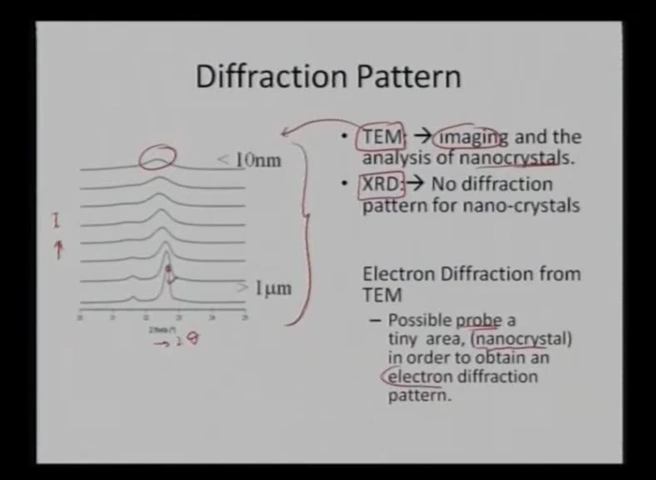 Diffraction Pattern
< 10nm
> 1μm
I
→ 2θ
• TEM: → imaging and the
analysis of nanocrystals.
• XRD: → No diffraction
pattern for nano-crystals
Electron Diffraction from
TEM
– Possible probe a
tiny area, (nanocrystal)
in order to obtain an
electron diffraction
pattern.